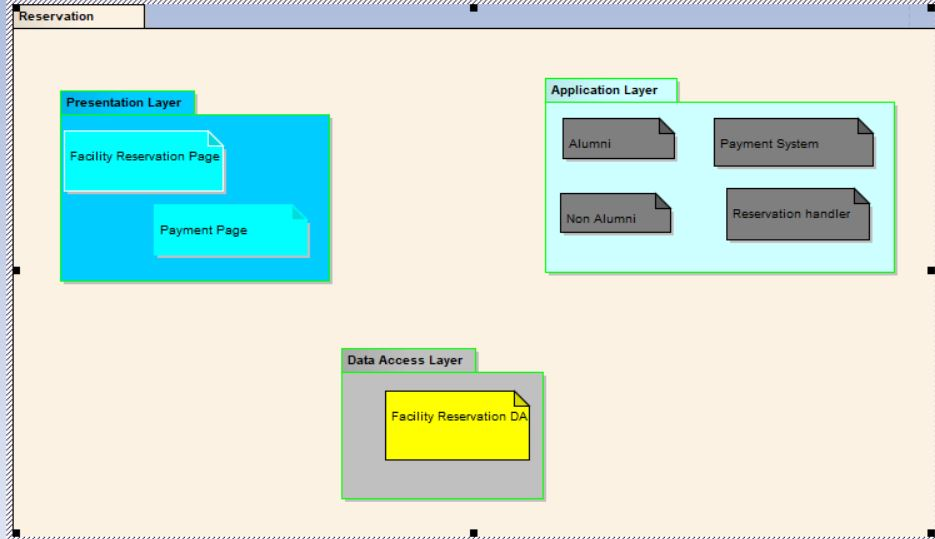 Reservation
Presentation Layer
Facility Reservation Page
Payment Page
Application Layer
Alumni
Payment System
Non Alumni
Reservation handler
Data Access Layer
Facility Reservation DA